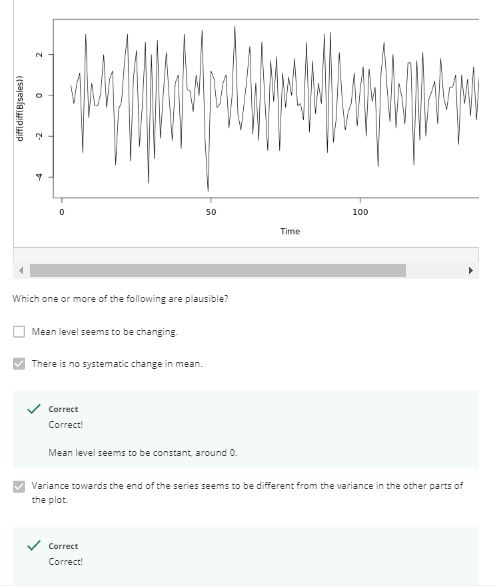 diff(diff(BJsales))
2
0
-2
-4
0
50
100
Time
Which one or more of the following are plausible?
Mean level seems to be changing.
There is no systematic change in mean.
Correct
Correct!
Mean level seems to be constant, around 0.
Variance towards the end of the series seems to be different from the variance in the other parts of
the plot.
Correct
Correct!